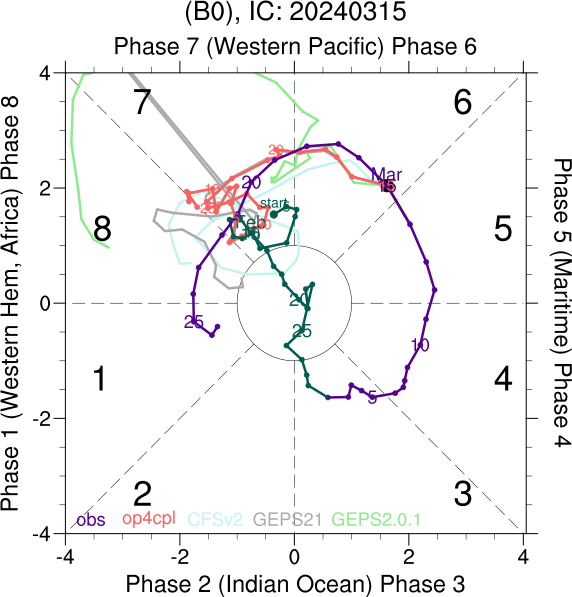 (B0), IC: 20240315
Phase 7 (Western Pacific) Phase 6
4
7
6
Phase 1 (Western Hem, Africa) Phase 8
Phase 5 (Maritime) Phase 4
20
20
Mar
15
2
start
Feb
8
5
0
20
25
25
10
1
4
5
-2
2
3
obs
op4cpl
CFSv2
GEPS21
GEPS2.0.1
-4
-4
-2
0
2
4
Phase 2 (Indian Ocean) Phase 3